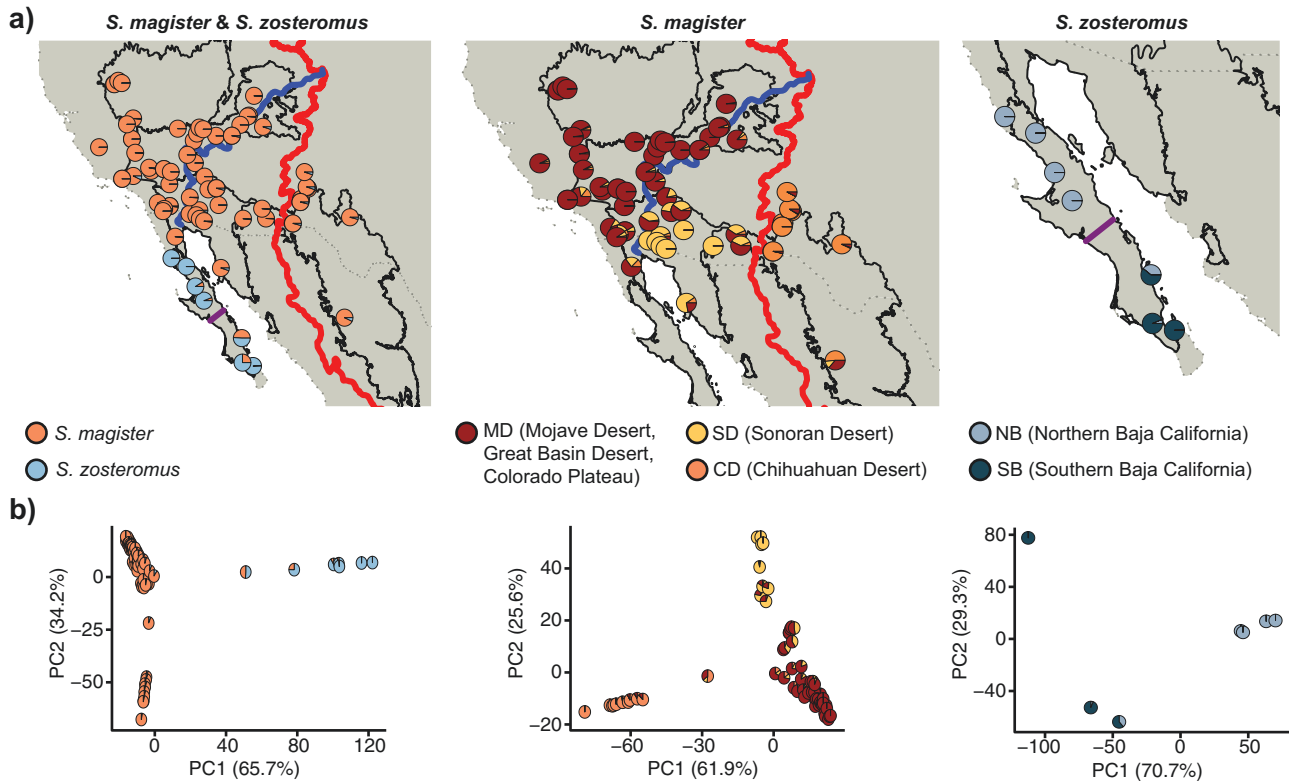 a)
S. magister & S. zosteromus
S. magister
S. zosteromus
S. magister
S. zosteromus
MD (Mojave Desert,
Great Basin Desert,
Colorado Plateau)
SD (Sonoran Desert)
CD (Chihuahuan Desert)
NB (Northern Baja California)
SB (Southern Baja California)
b)
PC2 (34.2%)
0
−25
−50
0
40
80
120
PC1 (65.7%)
PC2 (25.6%)
60
40
20
0
−20
−60
−30
0
PC1 (61.9%)
PC2 (29.3%)
80
40
0
−40
−100
−50
0
50
PC1 (70.7%)